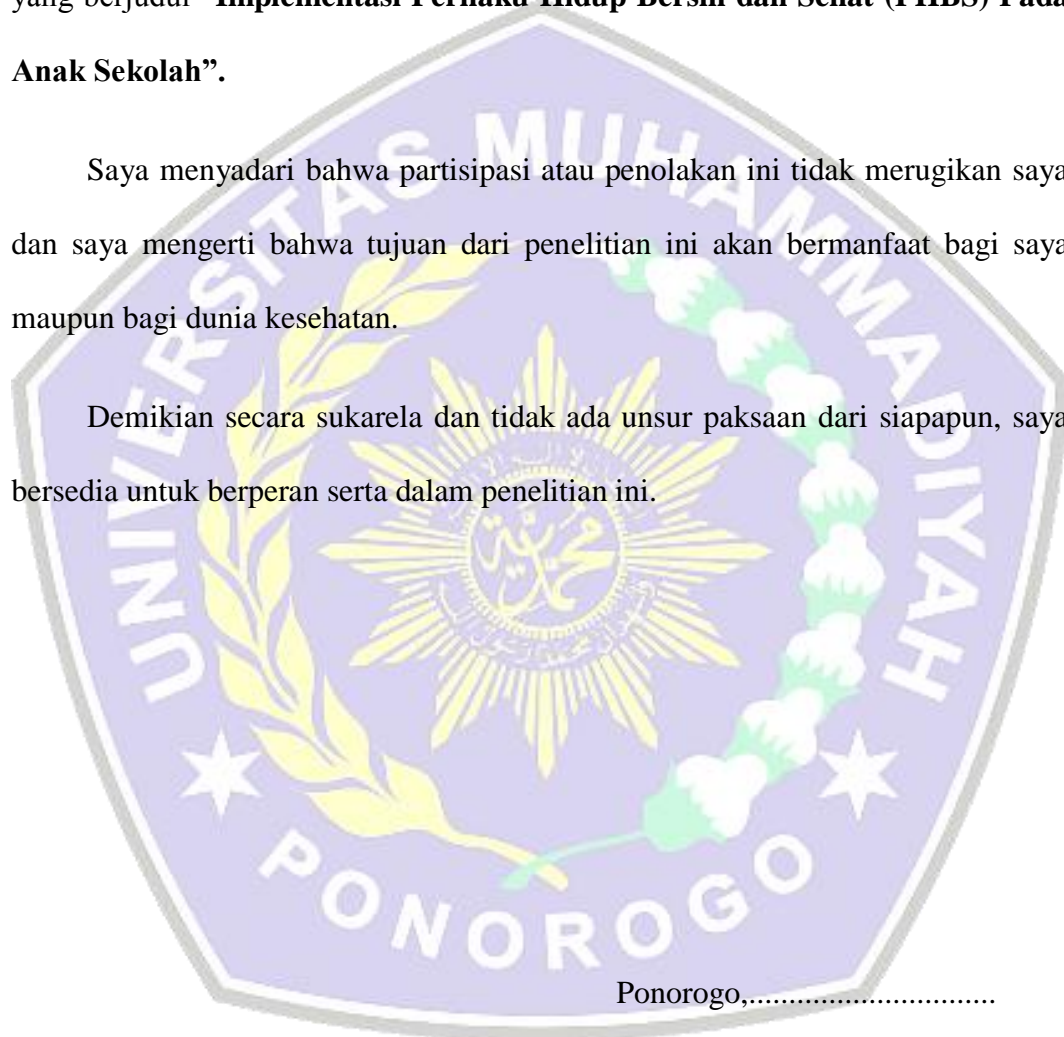 yang berjudul "Implementasi Perilaku Hidup Bersih dan Sehat (PHBS) Pada
Anak Sekolah”.
Saya menyadari bahwa partisipasi atau penolakan ini tidak merugikan saya
dan saya mengerti bahwa tujuan dari penelitian ini akan bermanfaat bagi saya
maupun bagi dunia kesehatan.
Demikian secara sukarela dan tidak ada unsur paksaan dari siapapun, saya
bersedia untuk berperan serta dalam penelitian ini.
UNIVERSITAS MUHAMMADIYAH
محمدية
PONOROGO
Ponorogo,...............................